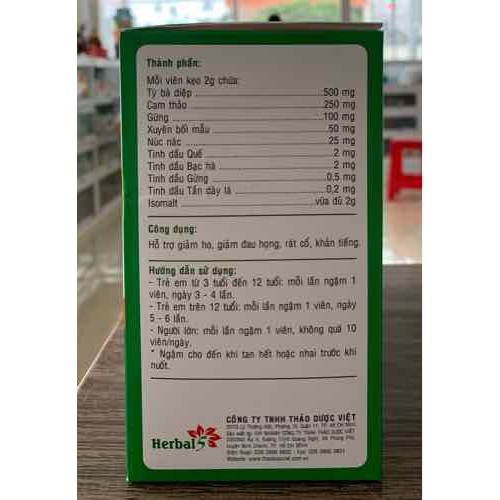 Thành phần:
Mỗi viên kẹo 2g chứa:
Tỳ bà diệp 500 mg
Cam thảo 250 mg
Gừng 100 mg
Xuyên bối mẫu 50 mg
Núc nác 25 mg
Tinh dầu Quế 2 mg
Tinh dầu Bạc hà 2 mg
Tinh dầu Gừng 0,5 mg
Tinh dầu Tần dày lá 0,2 mg
Isomalt vừa đủ 2g
Công dụng:
Hỗ trợ giảm ho, giảm đau họng, rát cổ, khản tiếng.
Hướng dẫn sử dụng:
- Trẻ em từ 3 tuổi đến 12 tuổi: mỗi lần ngậm 1
viên, ngày 3 - 4 lần.
- Trẻ em trên 12 tuổi: mỗi lần ngậm 1 viên, ngày
5 - 6 lần.
- Người lớn: mỗi lần ngậm 1 viên, không quá 10
viên/ngày.
* Ngậm cho đến khi tan hết hoặc nhai trước khi
nuốt.
Herbal5
CÔNG TY TNHH THẢO DƯỢC VIỆT